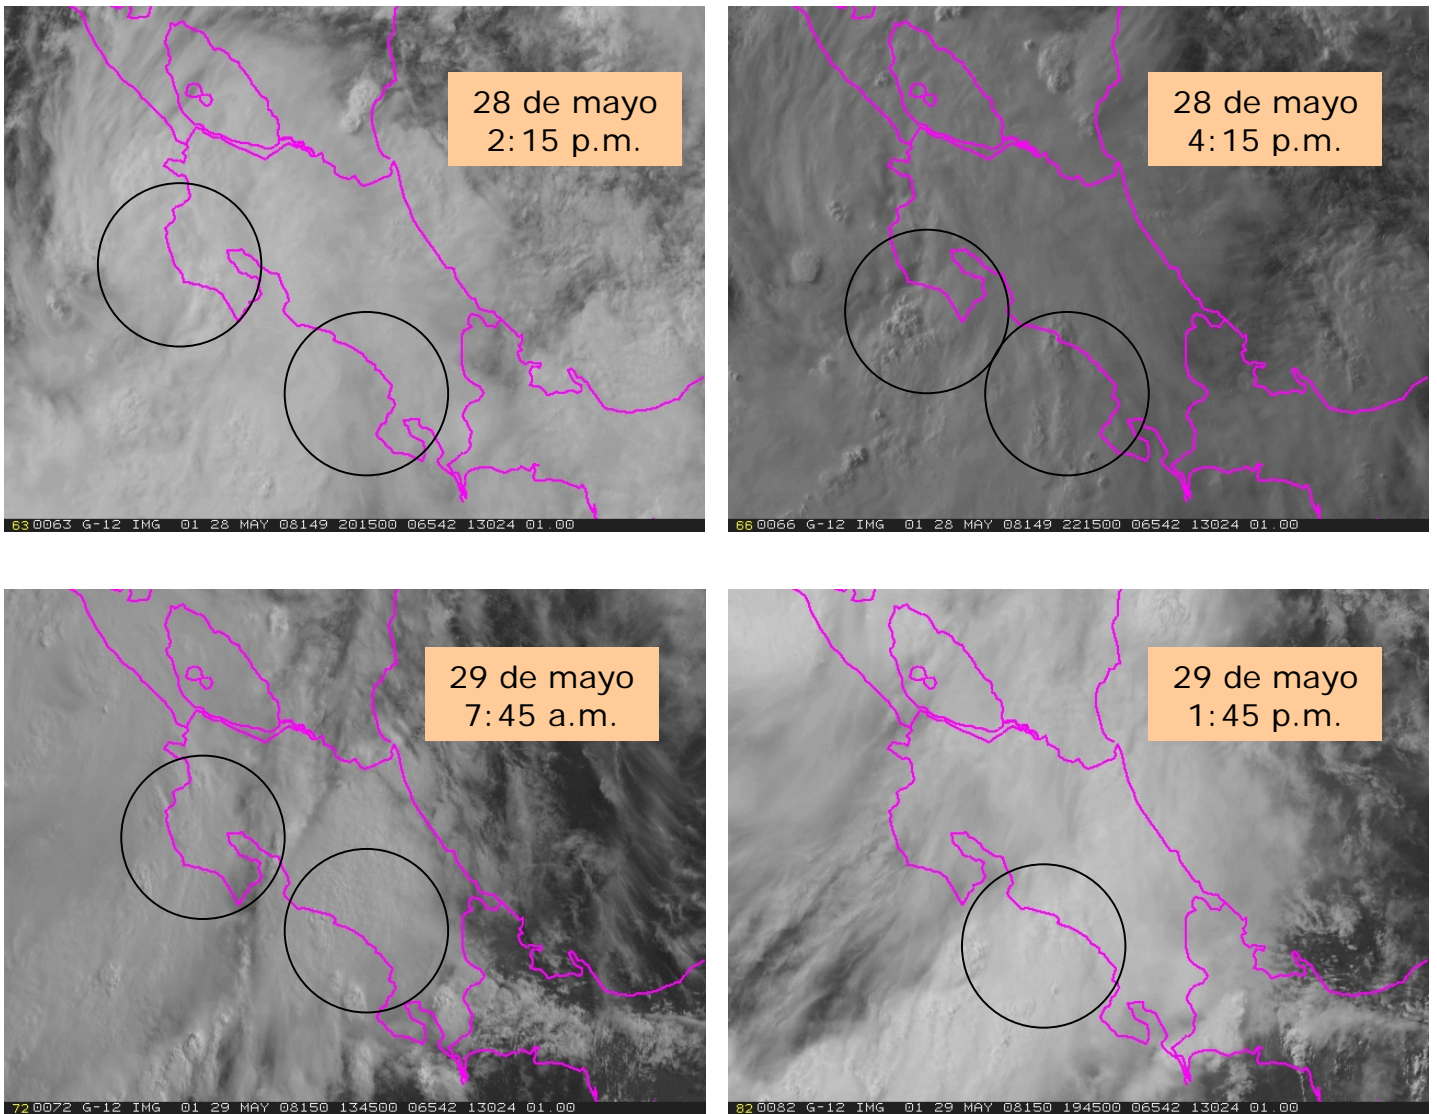 28 de mayo
2:15 p.m.
28 de mayo
4:15 p.m.
63 0063 G-12 IMG 01 28 MAY 08149 201500 06542 13024 01.00
66 0066 G-12 IMG 01 28 MAY 08149 221500 06542 13024 01.00
29 de mayo
7:45 a.m.
29 de mayo
1:45 p.m.
72 0072 G-12 IMG 01 29 MAY 08150 134500 06542 13024 01.00
82 0082 G-12 IMG 01 29 MAY 08150 194500 06542 13024 01.00